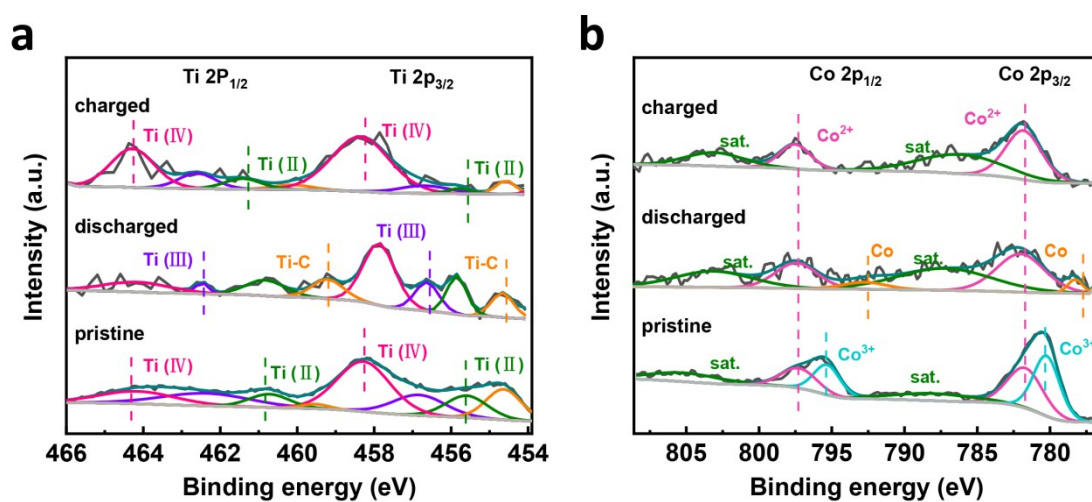 a
Ti 2P1/2
Ti 2p3/2
charged
Ti (Ⅳ)
Ti (Ⅳ)
Ti (Ⅱ)
Ti (Ⅱ)
discharged
Ti (Ⅲ)
Ti-C
Ti (Ⅲ)
Ti-C
pristine
Ti (Ⅳ)
Ti (Ⅱ)
Ti (Ⅳ)
Ti (Ⅱ)
Intensity (a.u.)
466 464 462 460 458 456 454
Binding energy (eV)
b
Co 2p1/2
Co 2p3/2
charged
sat.
Co2+
sat.
Co2+
discharged
sat.
Co
sat.
Co
pristine
sat.
Co3+
sat.
Co3+
Intensity (a.u.)
805 800 795 790 785 780
Binding energy (eV)